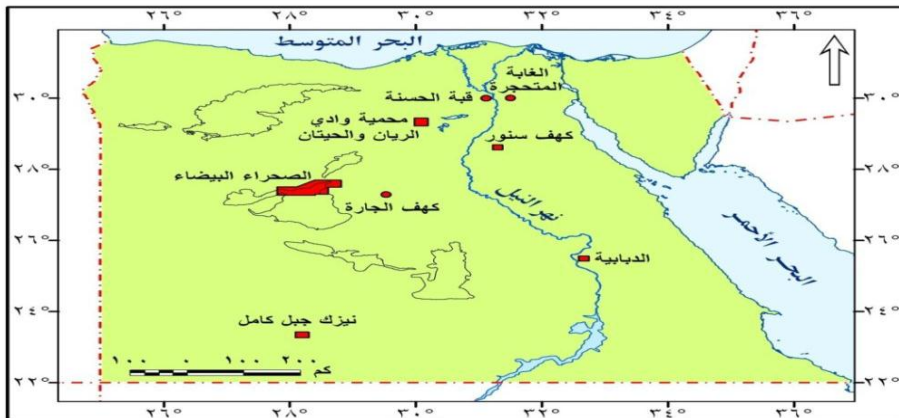 ٢٦° ٢٨° ٣٠° ٣٢° ٣٤° ٣٦°
البحر المتوسط
الغابة
المتحجرة
٣٠° قبة الحسنة ٣٠°
محمية وادي
الريان والحيتان
كهف سنور
٢٨° ٢٨°
الصحراء البيضاء
كهف الجارة
نهر النيل
البحر الأحمر
٢٦° ٢٦°
الدبابية
٢٤° ٢٤°
نيزك جبل كامل
١٠٠ ٠ ١٠٠ ٢٠٠
كم
٢٢° ٢٢°
٢٦° ٢٨° ٣٠° ٣٢° ٣٤° ٣٦°